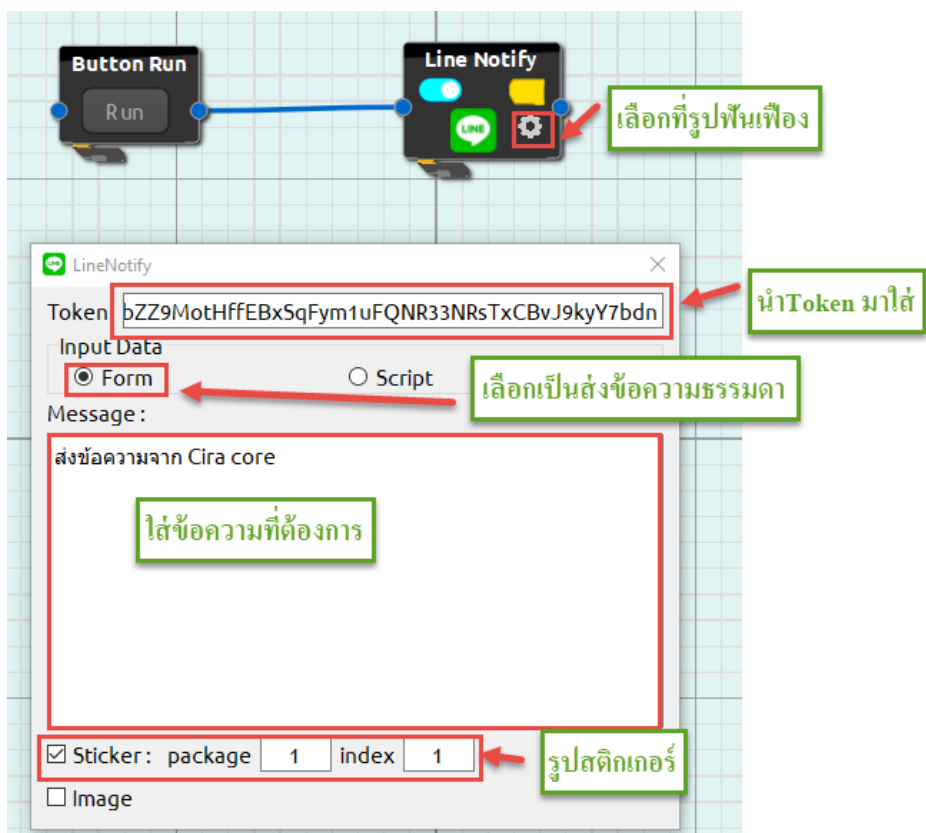 Button Run
Run
Line Notify
LINE
เลือกที่รูปฟันเฟือง
LineNotify
Token bZZ9MotHffEBxSqFym1uFQNR33NRsTxCBvJ9kyY7bdn
นำToken มาใส่
Input Data
Form
Script
เลือกเป็นส่งข้อความธรรมดา
Message :
ส่งข้อความจาก Cira core
ใส่ข้อความที่ต้องการ
Sticker : package 1 index 1
รูปสติกเกอร์
Image